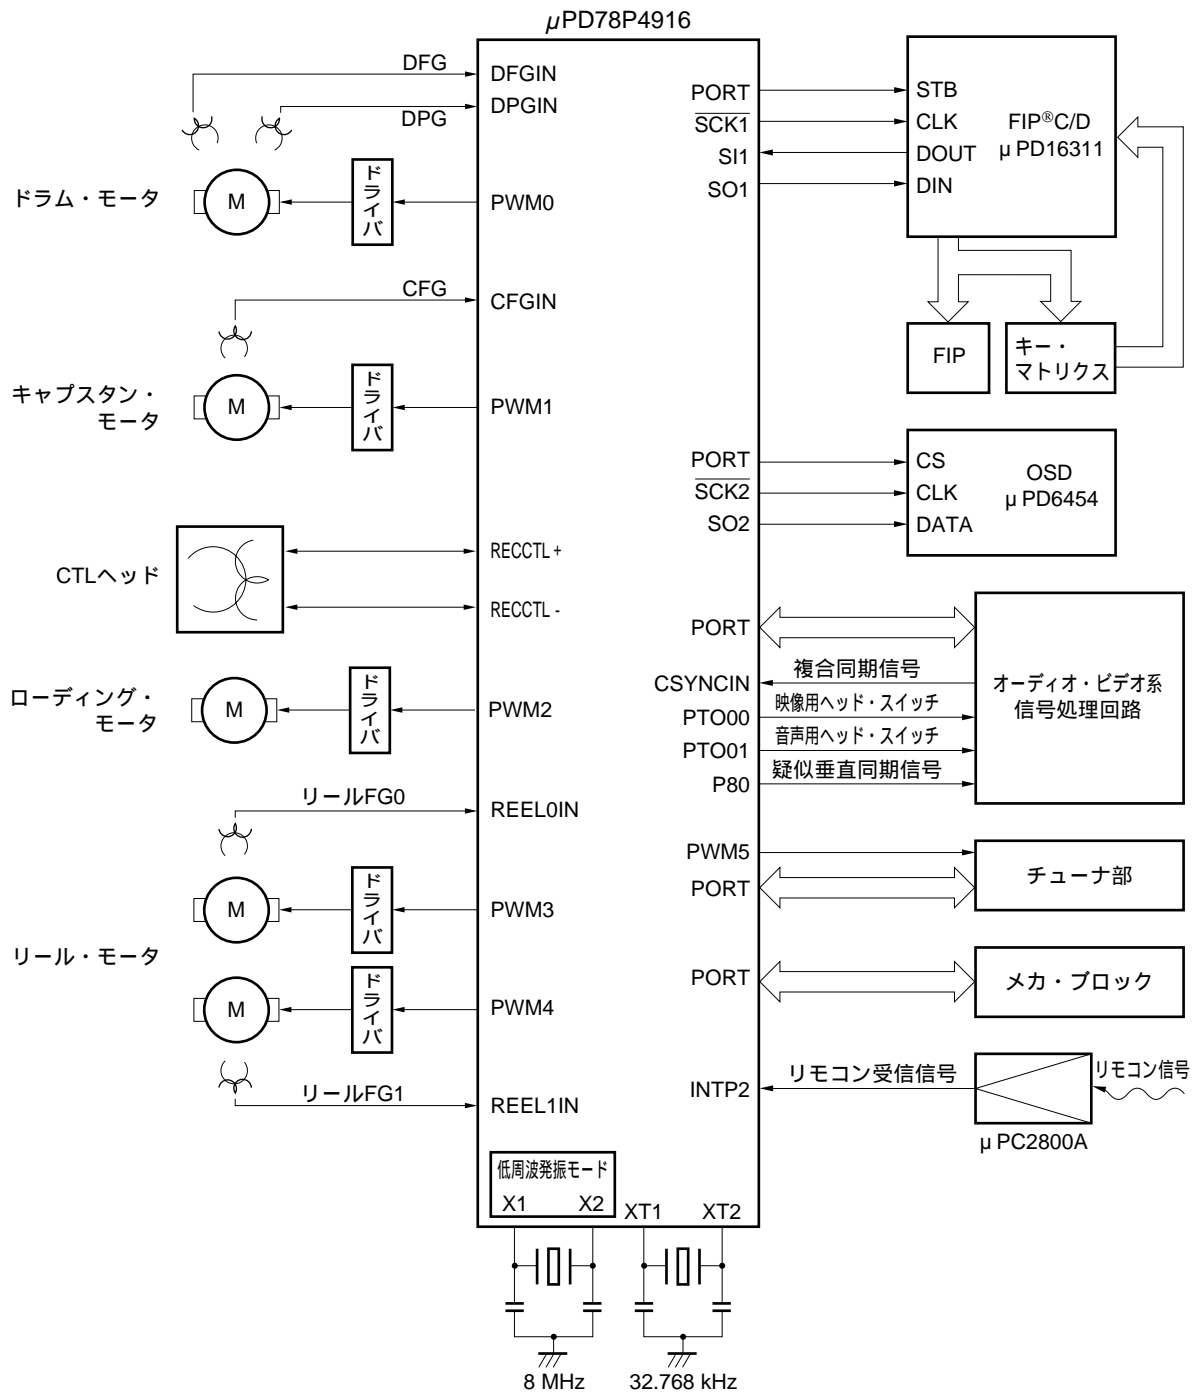 μPD78P4916
DFG
DFGIN
DPG
DPGIN
ドラム・モータ
M
ドライバ
PWM0
CFG
CFGIN
キャプスタン・
モータ
M
ドライバ
PWM1
CTLヘッド
RECCTL +
RECCTL -
ローディング・
モータ
M
ドライバ
PWM2
リールFG0
REEL0IN
リール・モータ
M
ドライバ
PWM3
M
ドライバ
PWM4
リールFG1
REEL1IN
低周波発振モード
X1
X2
XT1
XT2
8 MHz
32.768 kHz
PORT
STB
SCK1
CLK
SI1
DOUT
SO1
DIN
FIP®C/D
μ PD16311
FIP
キー・
マトリクス
PORT
CS
SCK2
CLK
SO2
DATA
OSD
μ PD6454
PORT
CSYNCIN
複合同期信号
PTO00
映像用ヘッド・スイッチ
PTO01
音声用ヘッド・スイッチ
P80
疑似垂直同期信号
オーディオ・ビデオ系
信号処理回路
PWM5
PORT
チューナ部
PORT
メカ・ブロック
INTP2
リモコン受信信号
リモコン信号
μ PC2800A